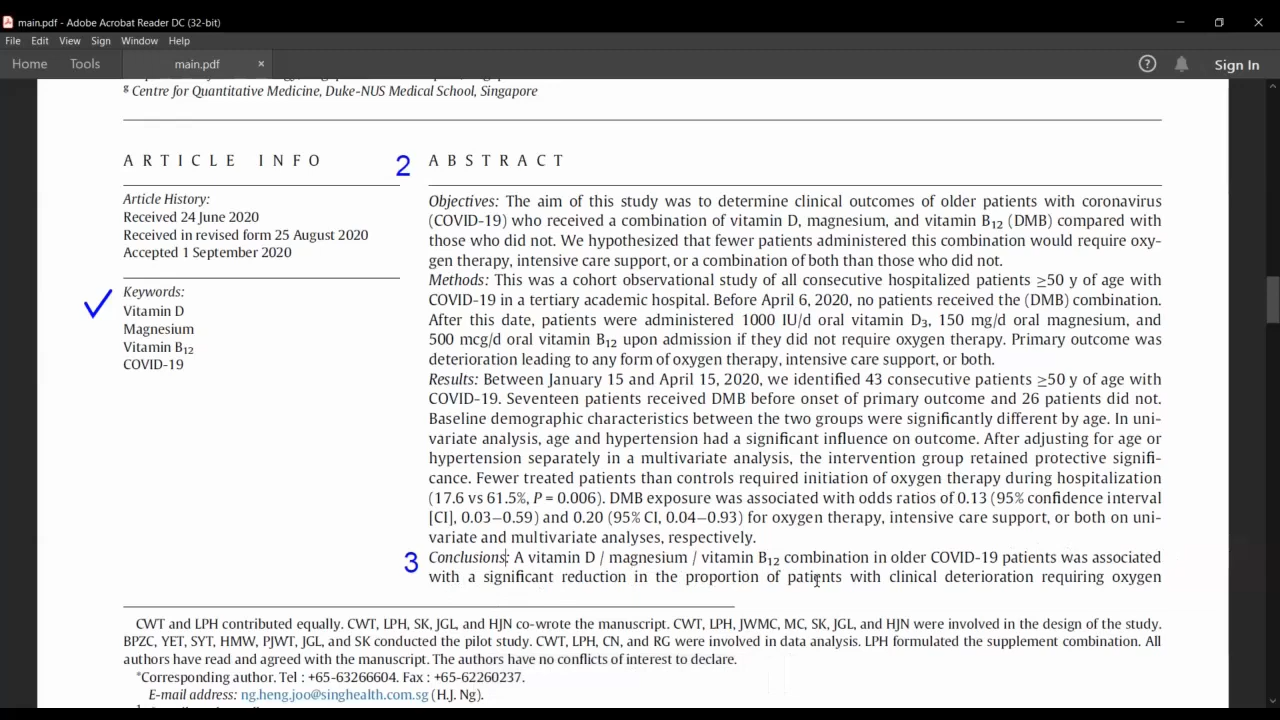 main.pdf - Adobe Acrobat Reader DC (32-bit)
File Edit View Sign Window Help
Home Tools main.pdf × Sign In
g Centre for Quantitative Medicine, Duke-NUS Medical School, Singapore
ARTICLE INFO
Article History:
Received 24 June 2020
Received in revised form 25 August 2020
Accepted 1 September 2020
Keywords:
Vitamin D
Magnesium
Vitamin B12
COVID-19
2 ABSTRACT
Objectives: The aim of this study was to determine clinical outcomes of older patients with coronavirus
(COVID-19) who received a combination of vitamin D, magnesium, and vitamin B12 (DMB) compared with
those who did not. We hypothesized that fewer patients administered this combination would require oxy-
gen therapy, intensive care support, or a combination of both than those who did not.
Methods: This was a cohort observational study of all consecutive hospitalized patients ≥50 y of age with
COVID-19 in a tertiary academic hospital. Before April 6, 2020, no patients received the (DMB) combination.
After this date, patients were administered 1000 IU/d oral vitamin D3, 150 mg/d oral magnesium, and
500 mcg/d oral vitamin B12 upon admission if they did not require oxygen therapy. Primary outcome was
deterioration leading to any form of oxygen therapy, intensive care support, or both.
Results: Between January 15 and April 15, 2020, we identified 43 consecutive patients ≥50 y of age with
COVID-19. Seventeen patients received DMB before onset of primary outcome and 26 patients did not.
Baseline demographic characteristics between the two groups were significantly different by age. In uni-
variate analysis, age and hypertension had a significant influence on outcome. After adjusting for age or
hypertension separately in a multivariate analysis, the intervention group retained protective signifi-
cance. Fewer treated patients than controls required initiation of oxygen therapy during hospitalization
(17.6 vs 61.5%, P = 0.006). DMB exposure was associated with odds ratios of 0.13 (95% confidence interval
[CI], 0.03–0.59) and 0.20 (95% CI, 0.04–0.93) for oxygen therapy, intensive care support, or both on uni-
variate and multivariate analyses, respectively.
3 Conclusions: A vitamin D / magnesium / vitamin B12 combination in older COVID-19 patients was associated
with a significant reduction in the proportion of patients with clinical deterioration requiring oxygen
CWT and LPH contributed equally. CWT, LPH, SK, JGL, and HJN co-wrote the manuscript. CWT, LPH, JWMC, MC, SK, JGL, and HJN were involved in the design of the study.
BPZC, YET, SYT, HMW, PJWT, JGL, and SK conducted the pilot study. CWT, LPH, CN, and RG were involved in data analysis. LPH formulated the supplement combination. All
authors have read and agreed with the manuscript. The authors have no conflicts of interest to declare.
*Corresponding author. Tel : +65-63266604. Fax : +65-62260237.
E-mail address: ng.heng.joo@singhealth.com.sg (H.J. Ng).